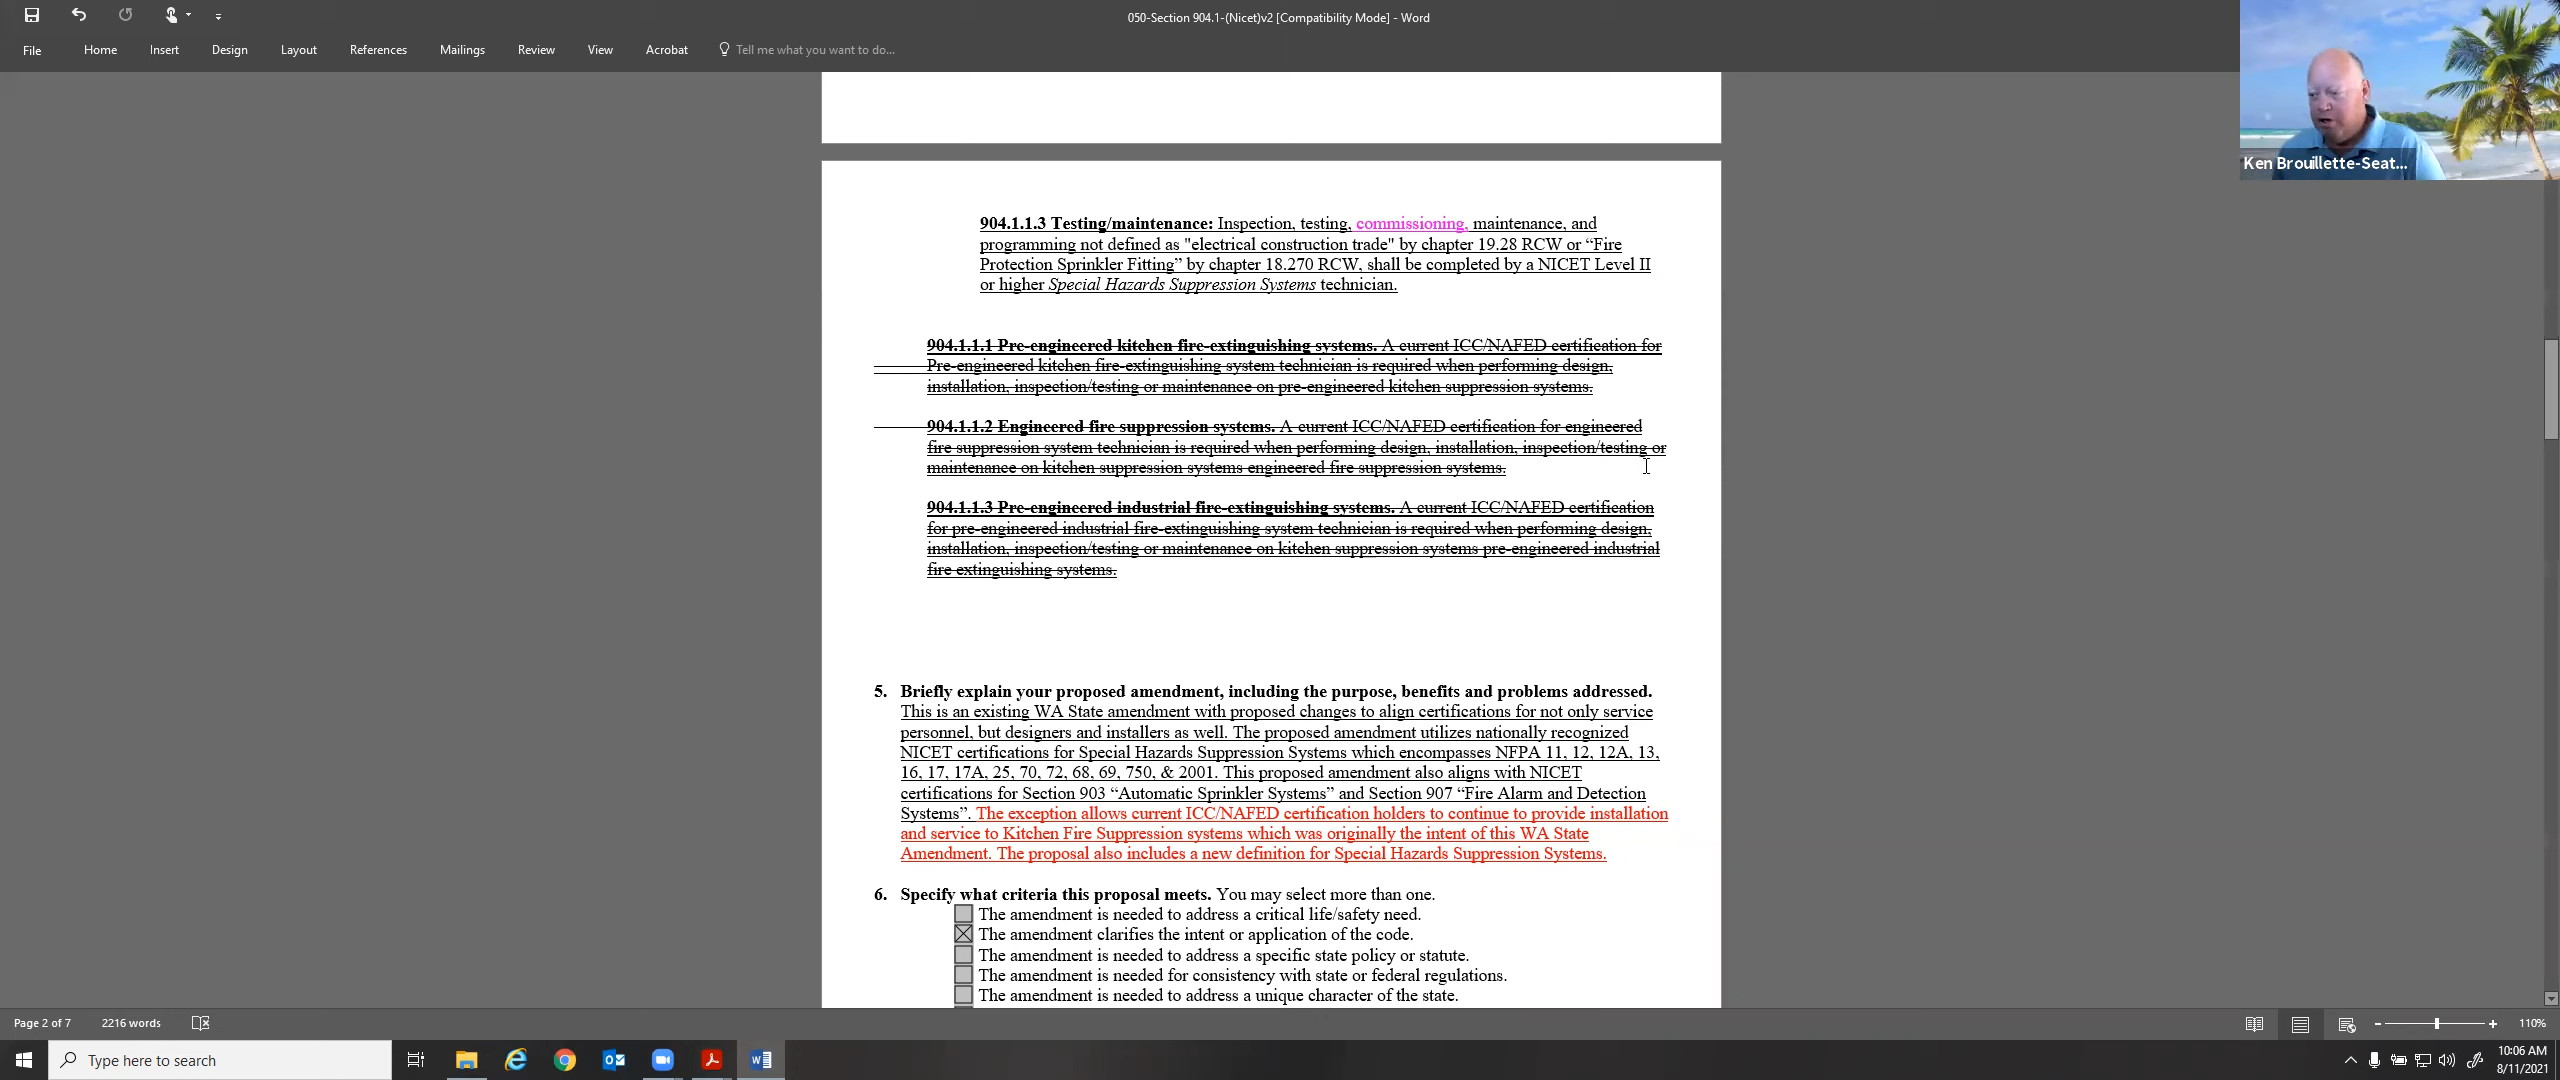 050-Section 904.1-(Nicet)v2 [Compatibility Mode] - Word
File Home Insert Design Layout References Mailings Review View Acrobat Tell me what you want to do...
Ken Brouillette-Seat...
904.1.1.3 Testing/maintenance: Inspection, testing, commissioning, maintenance, and
programming not defined as "electrical construction trade" by chapter 19.28 RCW or “Fire
Protection Sprinkler Fitting” by chapter 18.270 RCW, shall be completed by a NICET Level II
or higher Special Hazards Suppression Systems technician.
904.1.1.1 Pre-engineered kitchen fire-extinguishing systems. A current ICC/NAFED certification for
Pre-engineered kitchen fire-extinguishing system technician is required when performing design,
installation, inspection/testing or maintenance on pre-engineered kitchen suppression systems.
904.1.1.2 Engineered fire suppression systems. A current ICC/NAFED certification for engineered
fire suppression system technician is required when performing design, installation, inspection/testing or
maintenance on kitchen suppression systems engineered fire suppression systems.
904.1.1.3 Pre-engineered industrial fire-extinguishing systems. A current ICC/NAFED certification
for pre-engineered industrial fire-extinguishing system technician is required when performing design,
installation, inspection/testing or maintenance on kitchen suppression systems pre-engineered industrial
fire extinguishing systems.
5. Briefly explain your proposed amendment, including the purpose, benefits and problems addressed.
This is an existing WA State amendment with proposed changes to align certifications for not only service
personnel, but designers and installers as well. The proposed amendment utilizes nationally recognized
NICET certifications for Special Hazards Suppression Systems which encompasses NFPA 11, 12, 12A, 13,
16, 17, 17A, 25, 70, 72, 68, 69, 750, & 2001. This proposed amendment also aligns with NICET
certifications for Section 903 “Automatic Sprinkler Systems” and Section 907 “Fire Alarm and Detection
Systems”. The exception allows current ICC/NAFED certification holders to continue to provide installation
and service to Kitchen Fire Suppression systems which was originally the intent of this WA State
Amendment. The proposal also includes a new definition for Special Hazards Suppression Systems.
6. Specify what criteria this proposal meets. You may select more than one.
The amendment is needed to address a critical life/safety need.
The amendment clarifies the intent or application of the code.
The amendment is needed to address a specific state policy or statute.
The amendment is needed for consistency with state or federal regulations.
The amendment is needed to address a unique character of the state.
Page 2 of 7 2216 words 110%
Type here to search
10:06 AM
8/11/2021